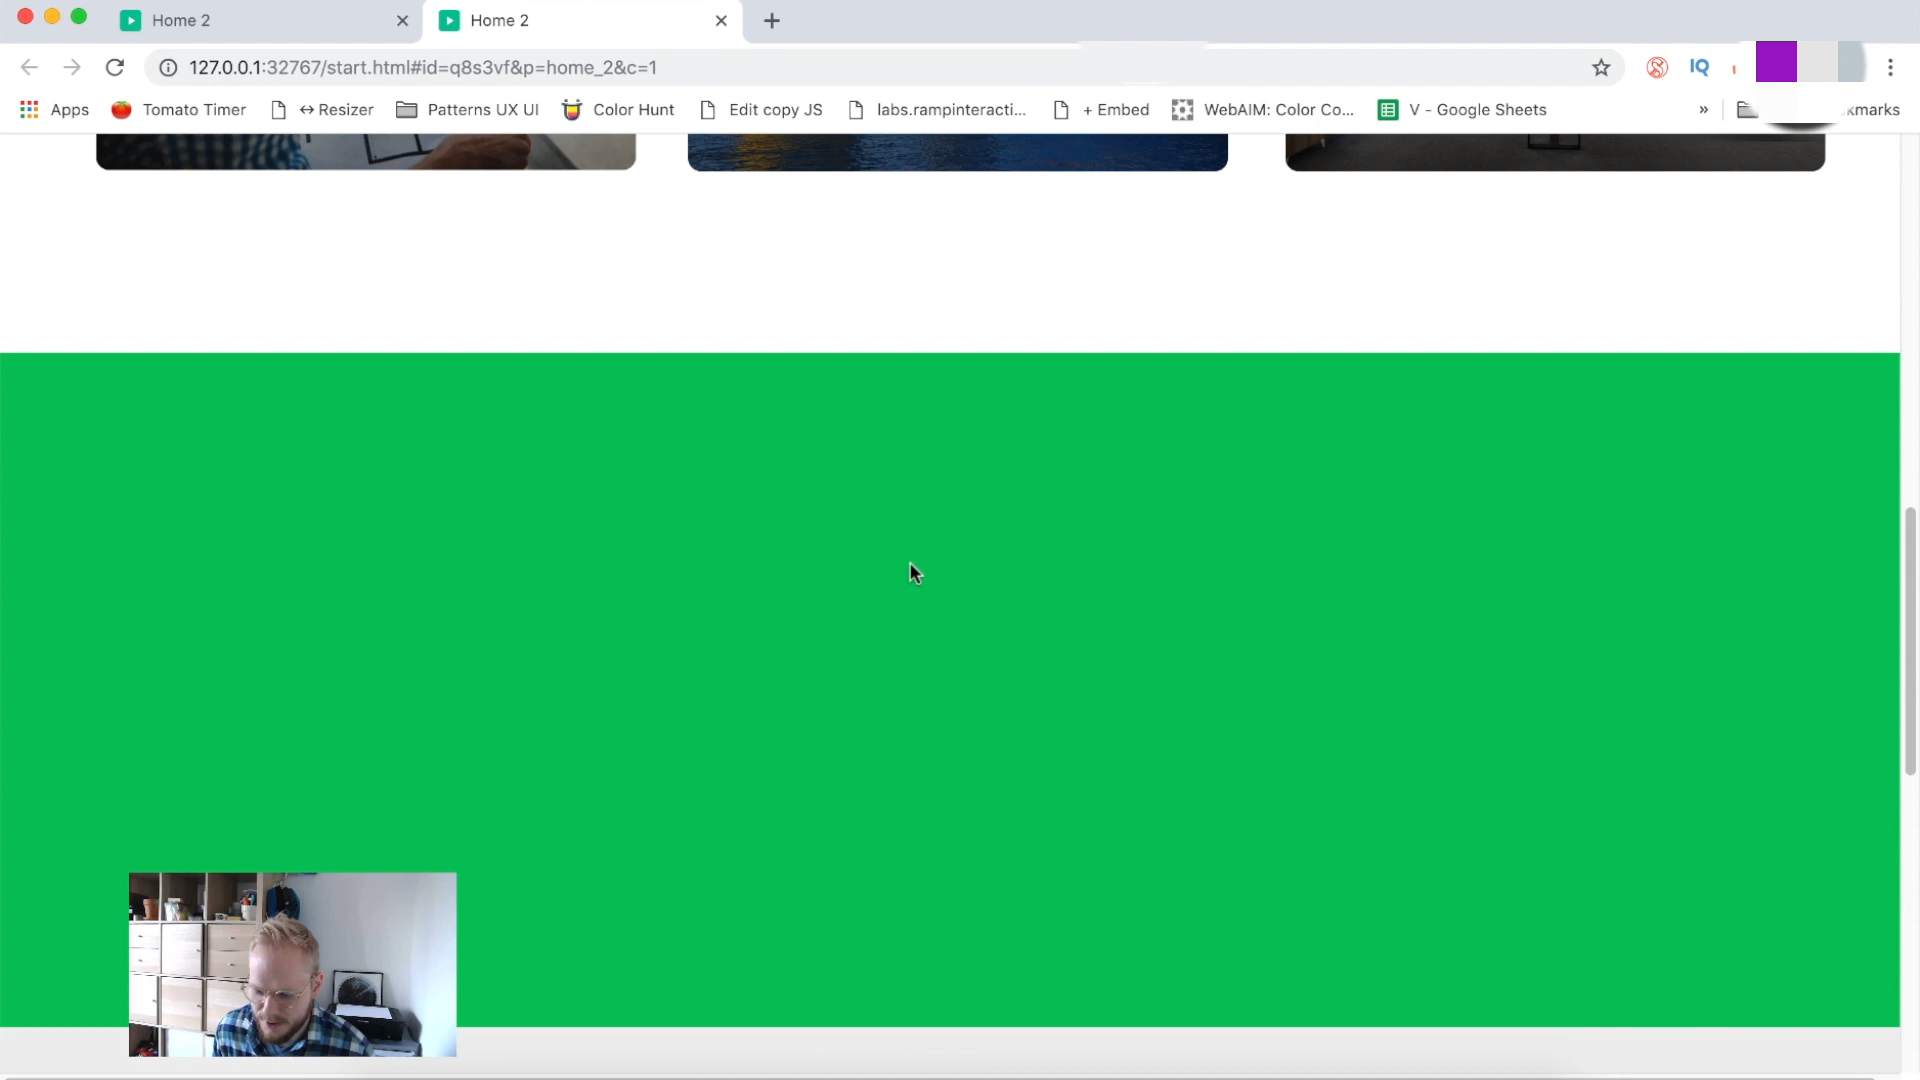 Home 2
Home 2
127.0.0.1:32767/start.html#id=q8s3vf&p=home_2&c=1
IQ
Apps
Tomato Timer
↔ Resizer
Patterns UX UI
Color Hunt
Edit copy JS
labs.rampinteracti...
+ Embed
WebAIM: Color Co...
V - Google Sheets
»
kmarks